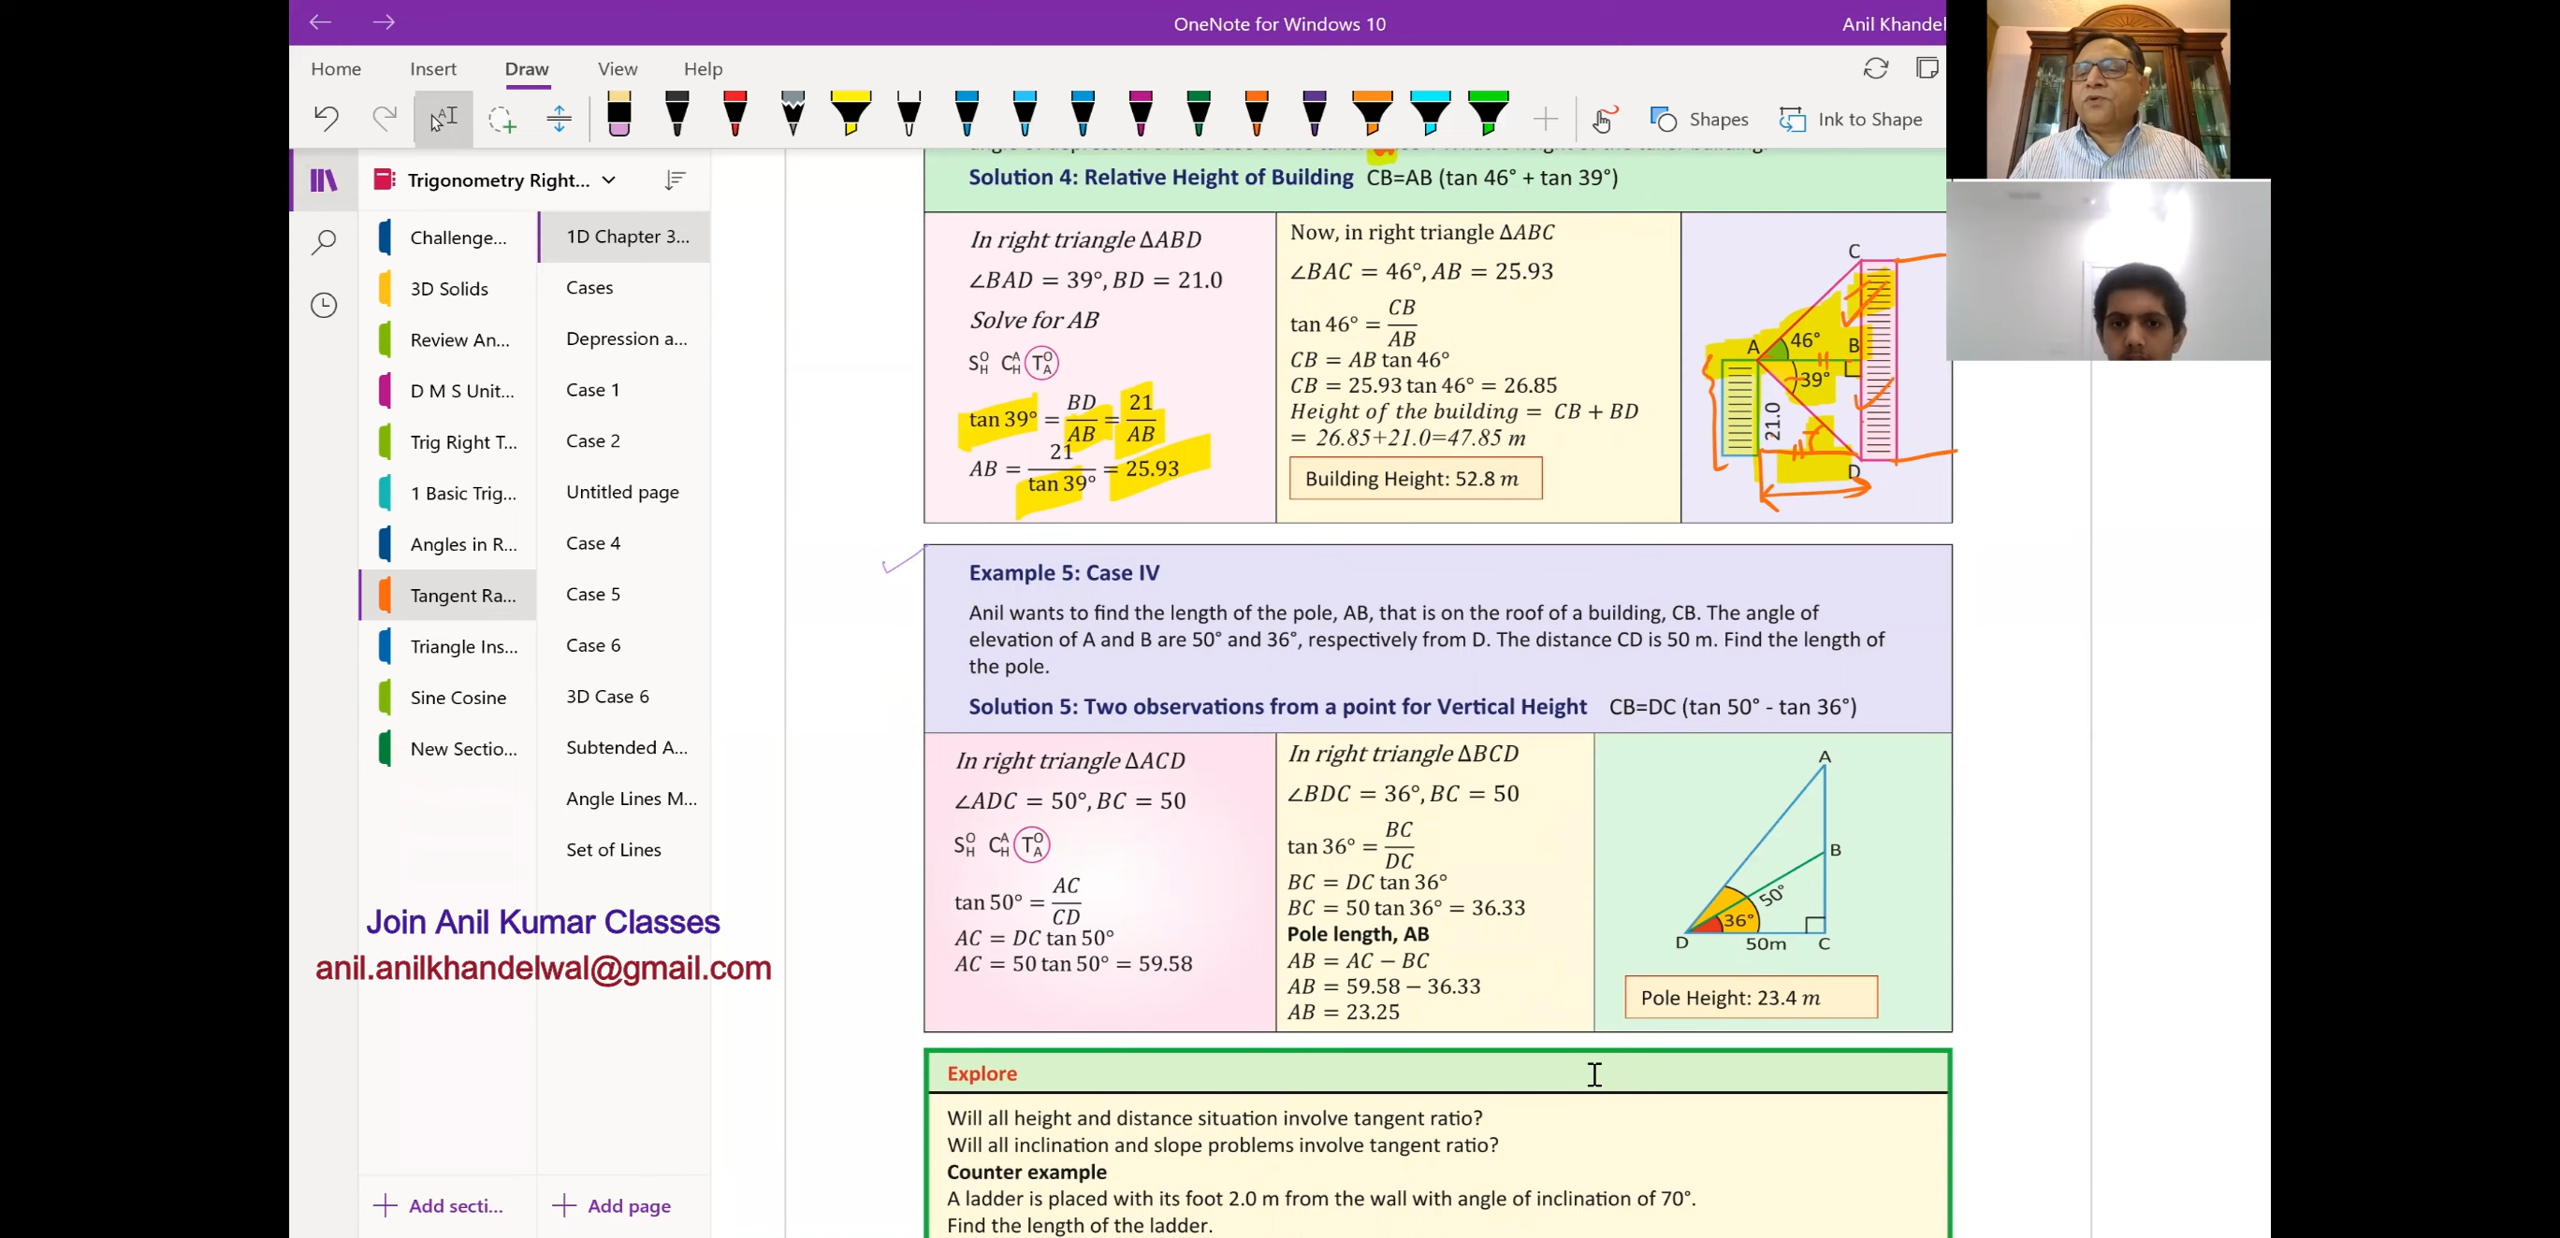 OneNote for Windows 10
Anil Khandel
Home Insert Draw View Help
Shapes Ink to Shape
Trigonometry Right...
Challenge...
3D Solids
Review An...
D M S Unit...
Trig Right T...
1 Basic Trig...
Angles in R...
Tangent Ra...
Triangle Ins...
Sine Cosine
New Sectio...
1D Chapter 3...
Cases
Depression a...
Case 1
Case 2
Untitled page
Case 4
Case 5
Case 6
3D Case 6
Subtended A...
Angle Lines M...
Set of Lines
Join Anil Kumar Classes
anil.anilkhandelwal@gmail.com
Add secti...
Add page
Solution 4: Relative Height of Building CB=AB (tan 46° + tan 39°)
In right triangle ΔABD
∠BAD = 39°, BD = 21.0
Solve for AB
S O H C A H T O A
tan 39° = BD/AB = 21/AB
AB = 21/tan 39° = 25.93
Now, in right triangle ΔABC
∠BAC = 46°, AB = 25.93
tan 46° = CB/AB
CB = AB tan 46°
CB = 25.93 tan 46° = 26.85
Height of the building = CB + BD
= 26.85+21.0=47.85 m
Building Height: 52.8 m
C
A 46° B
39°
21.0
D
Example 5: Case IV
Anil wants to find the length of the pole, AB, that is on the roof of a building, CB. The angle of
elevation of A and B are 50° and 36°, respectively from D. The distance CD is 50 m. Find the length of
the pole.
Solution 5: Two observations from a point for Vertical Height CB=DC (tan 50° - tan 36°)
In right triangle ΔACD
∠ADC = 50°, BC = 50
S O H C A H T O A
tan 50° = AC/CD
AC = DC tan 50°
AC = 50 tan 50° = 59.58
In right triangle ΔBCD
∠BDC = 36°, BC = 50
tan 36° = BC/DC
BC = DC tan 36°
BC = 50 tan 36° = 36.33
Pole length, AB
AB = AC − BC
AB = 59.58 − 36.33
AB = 23.25
A
B
50°
36°
D 50m C
Pole Height: 23.4 m
Explore
Will all height and distance situation involve tangent ratio?
Will all inclination and slope problems involve tangent ratio?
Counter example
A ladder is placed with its foot 2.0 m from the wall with angle of inclination of 70°.
Find the length of the ladder.